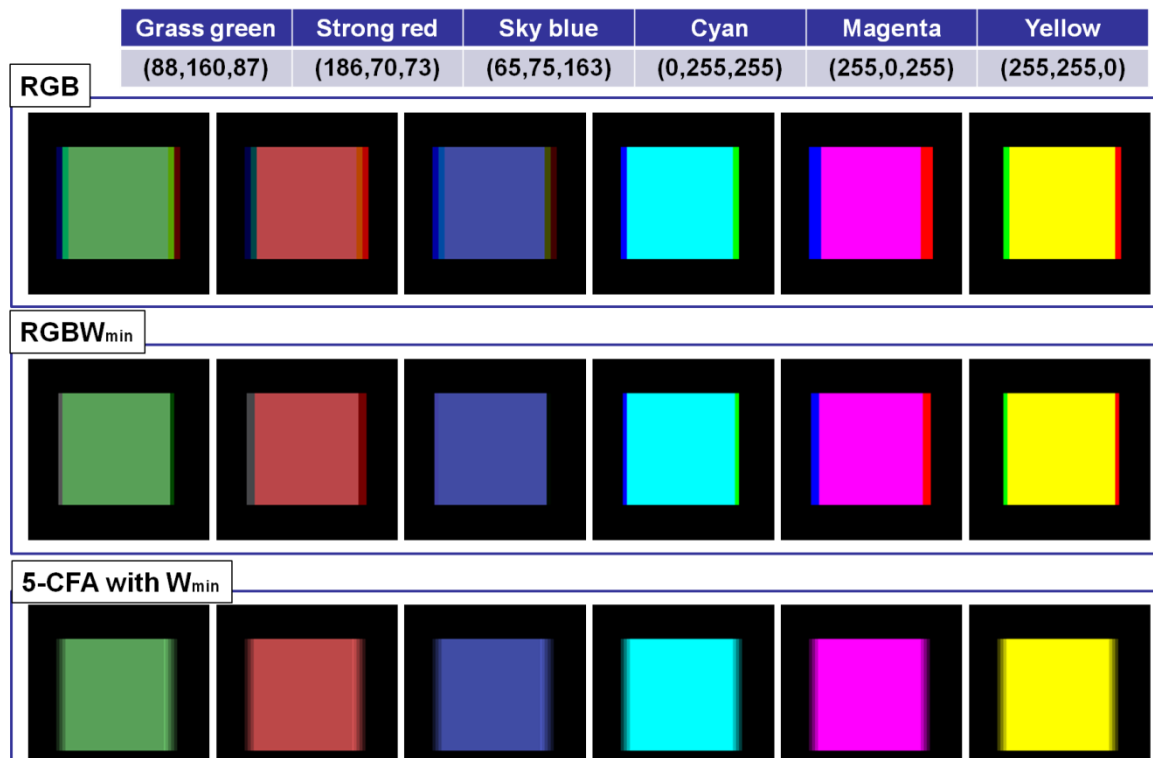 Grass green Strong red Sky blue Cyan Magenta Yellow
(88,160,87) (186,70,73) (65,75,163) (0,255,255) (255,0,255) (255,255,0)
RGB
RGBWmin
5-CFA with Wmin